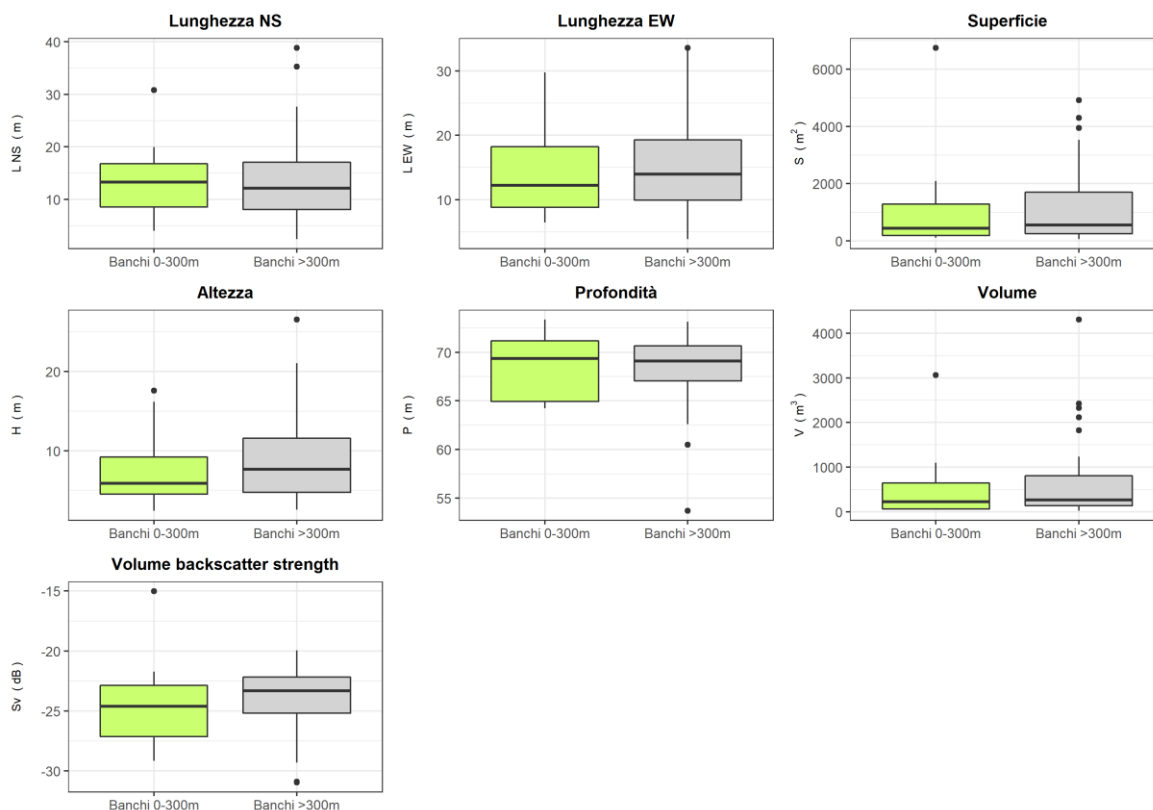 Lunghezza NS
Lunghezza EW
Superficie
40
30
20
10
L NS ( m )
Banchi 0-300m
Banchi >300m
30
20
10
L EW ( m )
Banchi 0-300m
Banchi >300m
6000
4000
2000
0
S ( m² )
Banchi 0-300m
Banchi >300m
Altezza
Profondità
Volume
20
10
H ( m )
Banchi 0-300m
Banchi >300m
70
65
60
55
P ( m )
Banchi 0-300m
Banchi >300m
4000
3000
2000
1000
0
V ( m³ )
Banchi 0-300m
Banchi >300m
Volume backscatter strength
-15
-20
-25
-30
Sv ( dB )
Banchi 0-300m
Banchi >300m